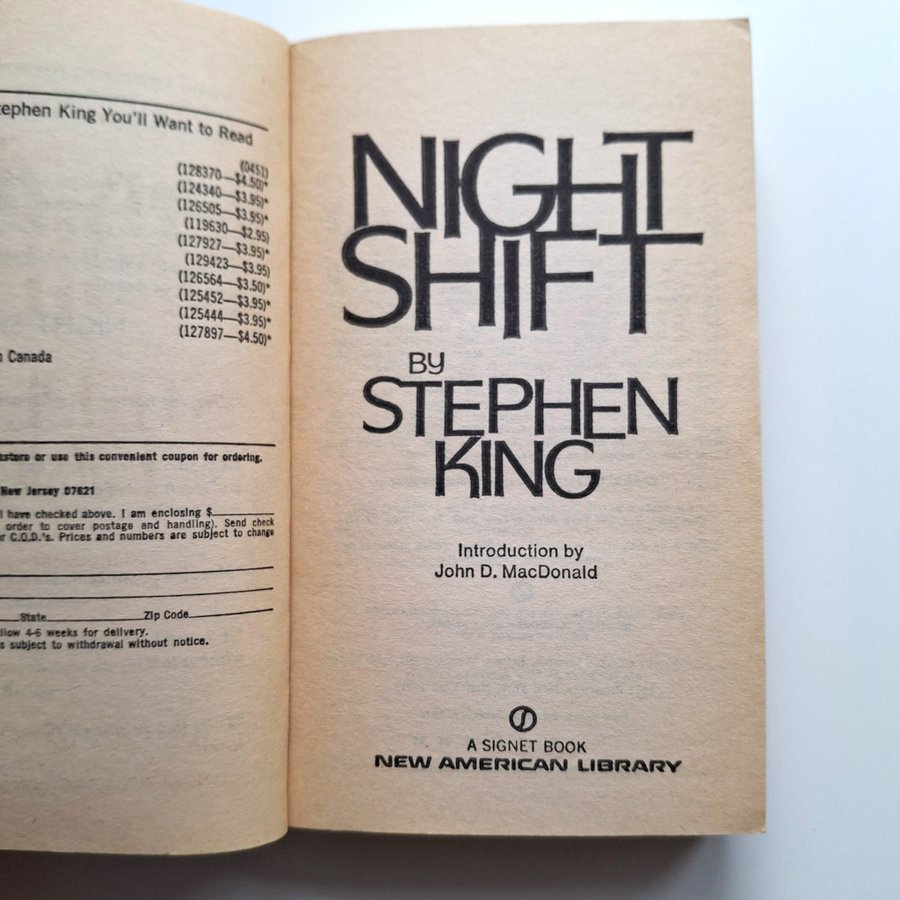 tephen King You'll Want to Read
(0451)
(128370—$4.50)*
(124340—$3.95)*
(126505—$3.95)*
(119630—$2.95)
(127927—$3.95)*
(129423—$3.95)
(126564—$3.50)*
(125452—$3.95)*
(125444—$3.95)*
(127897—$4.50)*
Canada
or use this convenient coupon for ordering.
New Jersey 07621
I have checked above. I am enclosing $
order to cover postage and handling). Send check
r C.O.D.'s. Prices and numbers are subject to change
State Zip Code
llow 4-6 weeks for delivery.
s subject to withdrawal without notice.
NIGHT
SHIFT
BY
STEPHEN
KING
Introduction by
John D. MacDonald
A SIGNET BOOK
NEW AMERICAN LIBRARY